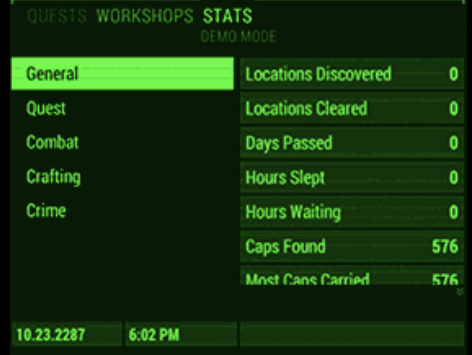 QUESTS WORKSHOPS STATS
DEMO MODE
General
Quest
Combat
Crafting
Crime
Locations Discovered 0
Locations Cleared 0
Days Passed 0
Hours Slept 0
Hours Waiting 0
Caps Found 576
Most Caps Carried 576
10.23.2287 6:02 PM